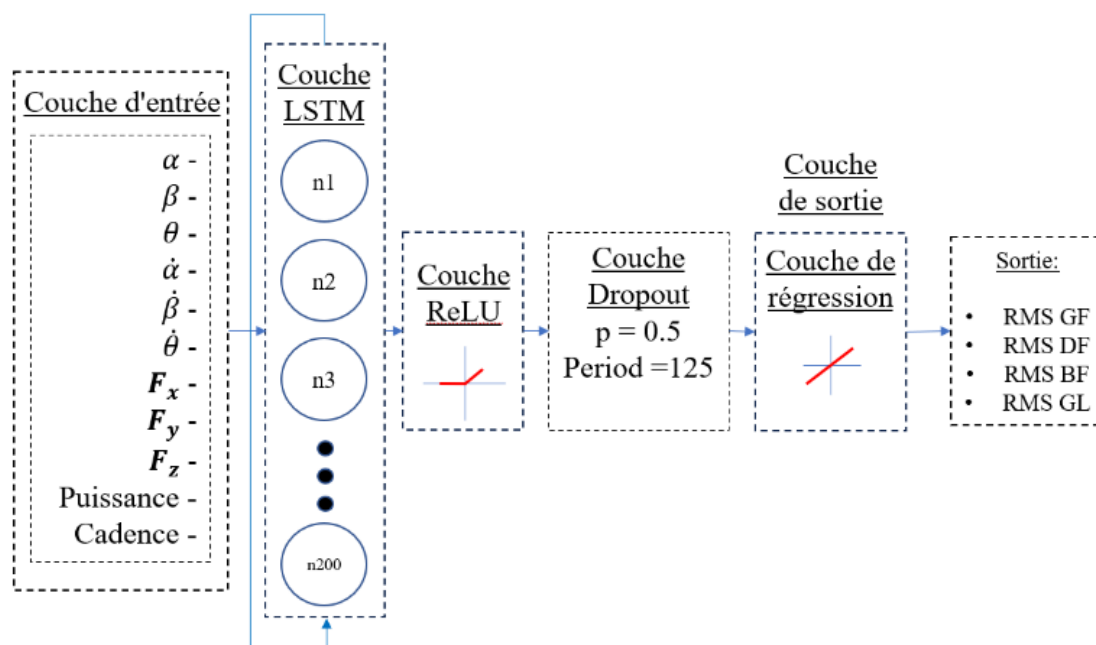 Couche d'entrée
α -
β -
θ -
α̇ -
β̇ -
θ̇ -
Fx -
Fy -
Fz -
Puissance -
Cadence -
Couche
LSTM
n1
n2
n3
n200
Couche
ReLU
Couche
Dropout
p = 0.5
Period =125
Couche
de sortie
Couche de
régression
Sortie:
• RMS GF
• RMS DF
• RMS BF
• RMS GL